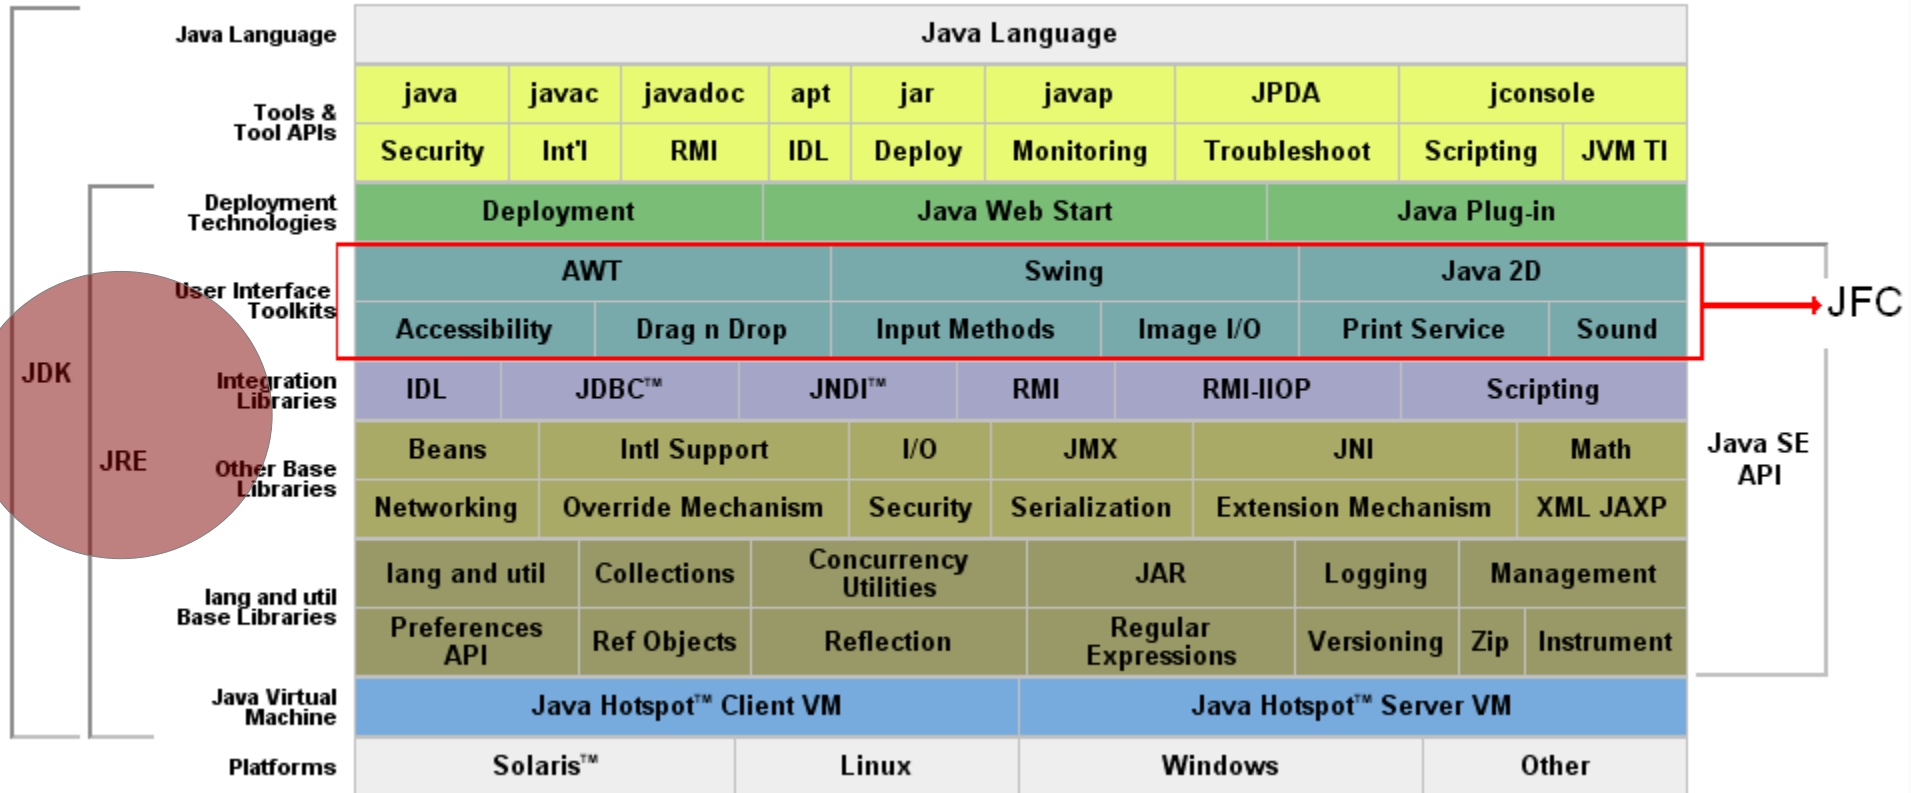 Java Language Java Language
java javac javadoc apt jar javap JPDA jconsole
Tools &
Tool APIs
Security Int'l RMI IDL Deploy Monitoring Troubleshoot Scripting JVM TI
Deployment
Technologies
Deployment Java Web Start Java Plug-in
AWT Swing Java 2D
User Interface
Toolkits
JFC
Accessibility Drag n Drop Input Methods Image I/O Print Service Sound
JDK
Integration
Libraries
IDL JDBC™ JNDI™ RMI RMI-IIOP Scripting
Beans Intl Support I/O JMX JNI Math
Java SE
API
JRE
Other Base
Libraries
Networking Override Mechanism Security Serialization Extension Mechanism XML JAXP
lang and util Collections Concurrency
Utilities JAR Logging Management
lang and util
Base Libraries
Preferences
API Ref Objects Reflection Regular
Expressions Versioning Zip Instrument
Java Virtual
Machine
Java Hotspot™ Client VM Java Hotspot™ Server VM
Platforms Solaris™ Linux Windows Other